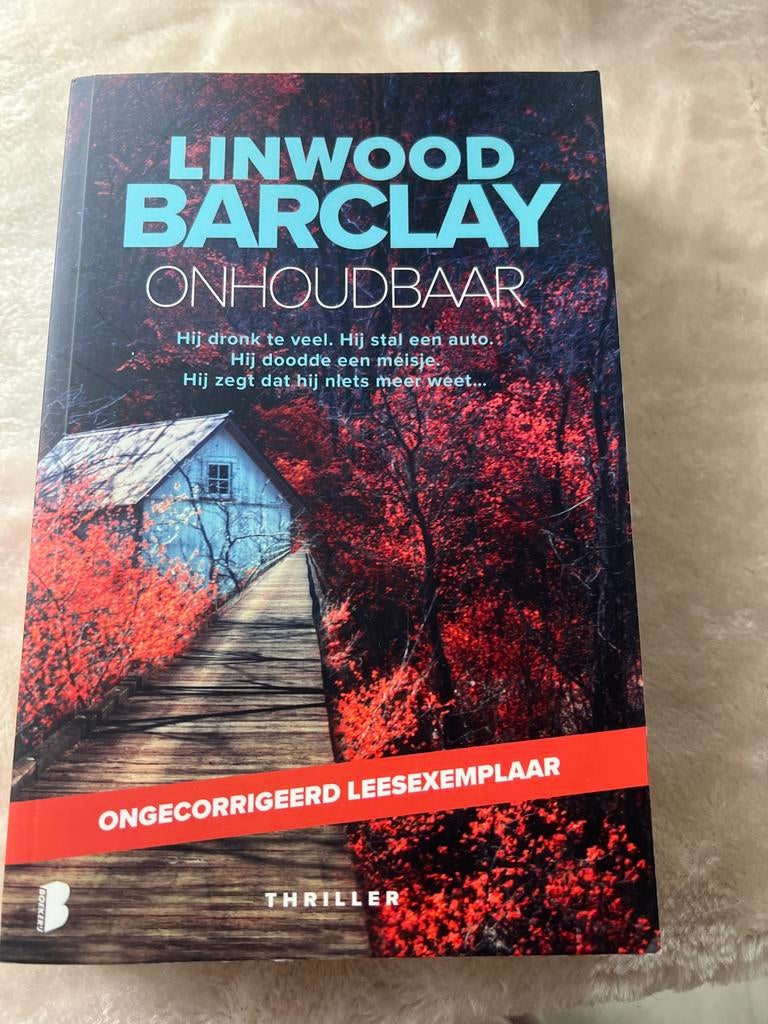 LINWOOD
BARCLAY
ONHOUDBAAR
Hij dronk te veel. Hij stal een auto.
Hij doodde een meisje.
Hij zegt dat hij niets meer weet...
ONGECORRIGEERD LEESEXEMPLAAR
THRILLER
BOEKERIJ